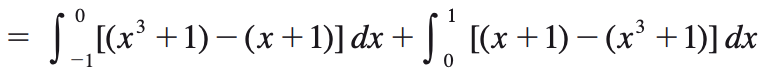 = ∫_{-1}^{0} [(x³ + 1) − (x + 1)] dx + ∫_{0}^{1} [(x + 1) − (x³ + 1)] dx